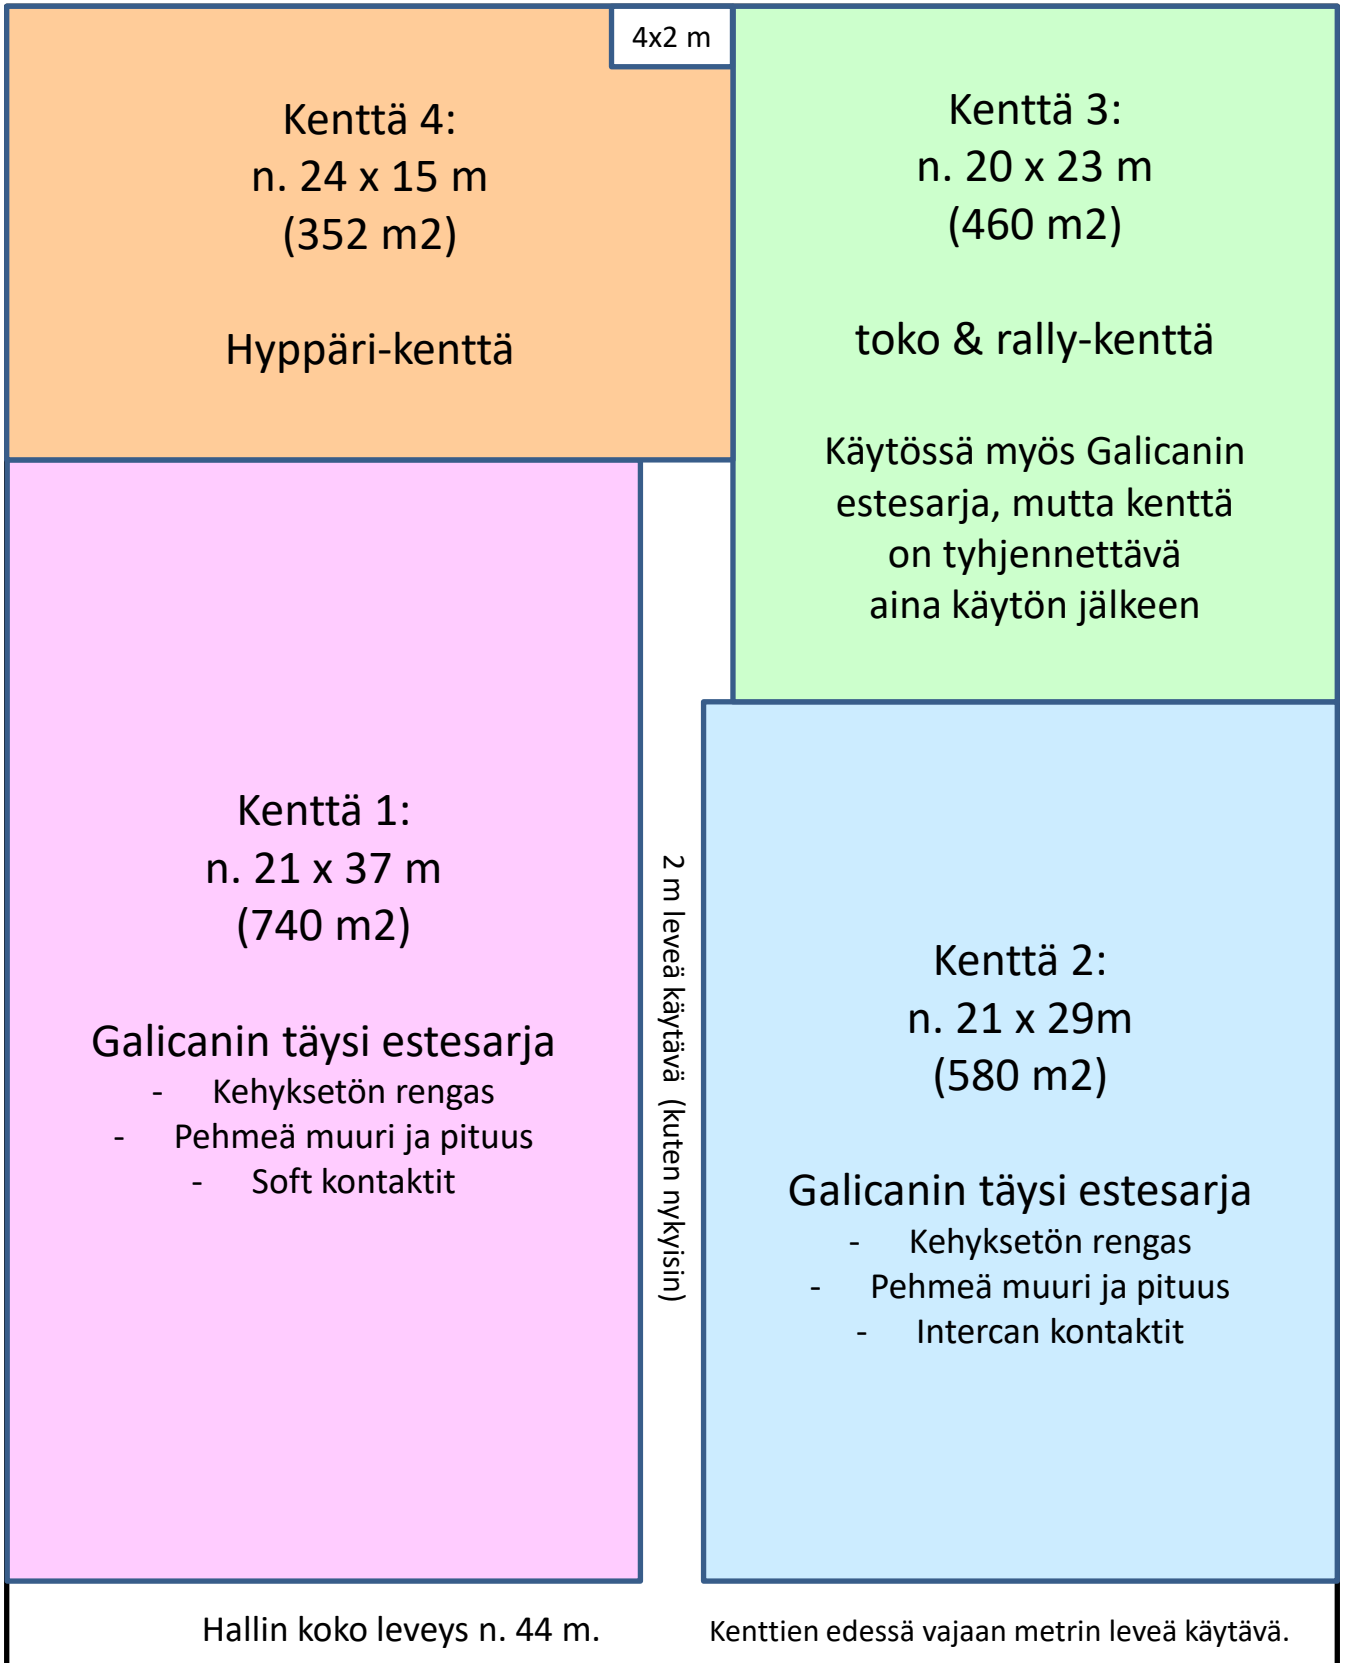 4x2 m
Kenttä 4:
n. 24 x 15 m
(352 m2)
Hyppäri-kenttä
Kenttä 3:
n. 20 x 23 m
(460 m2)
toko & rally-kenttä
Käytössä myös Galicanin
estesarja, mutta kenttä
on tyhjennettävä
aina käytön jälkeen
Kenttä 1:
n. 21 x 37 m
(740 m2)
Galicanin täysi estesarja
- Kehyksetön rengas
- Pehmeä muuri ja pituus
- Soft kontaktit
2 m leveä käytävä (kuten nykyisin)
Kenttä 2:
n. 21 x 29m
(580 m2)
Galicanin täysi estesarja
- Kehyksetön rengas
- Pehmeä muuri ja pituus
- Intercan kontaktit
Hallin koko leveys n. 44 m.
Kenttien edessä vajaan metrin leveä käytävä.